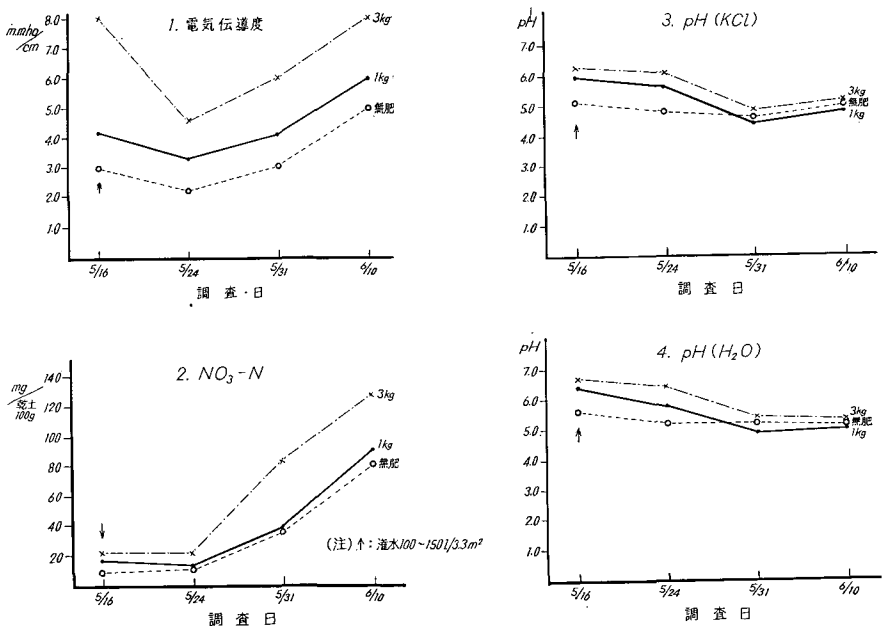 1. 電気伝導度
m.mho/cm
8.0
7.0
6.0
5.0
4.0
3.0
2.0
1.0
3kg
1kg
無肥
5/16
5/24
5/31
6/10
調査・日
2. NO₃-N
mg/乾土100g
140
120
100
80
60
40
20
3kg
1kg
無肥
5/16
5/24
5/31
6/10
調査日
(注)↑:潅水100~150l/3.3m²
3. pH (KCl)
pH
7.0
6.0
5.0
4.0
3.0
2.0
1.0
3kg
無肥
1kg
5/16
5/24
5/31
6/10
調査日
4. pH (H₂O)
pH
7.0
6.0
5.0
4.0
3.0
2.0
1.0
3kg
無肥
1kg
5/16
5/24
5/31
6/10
調査日